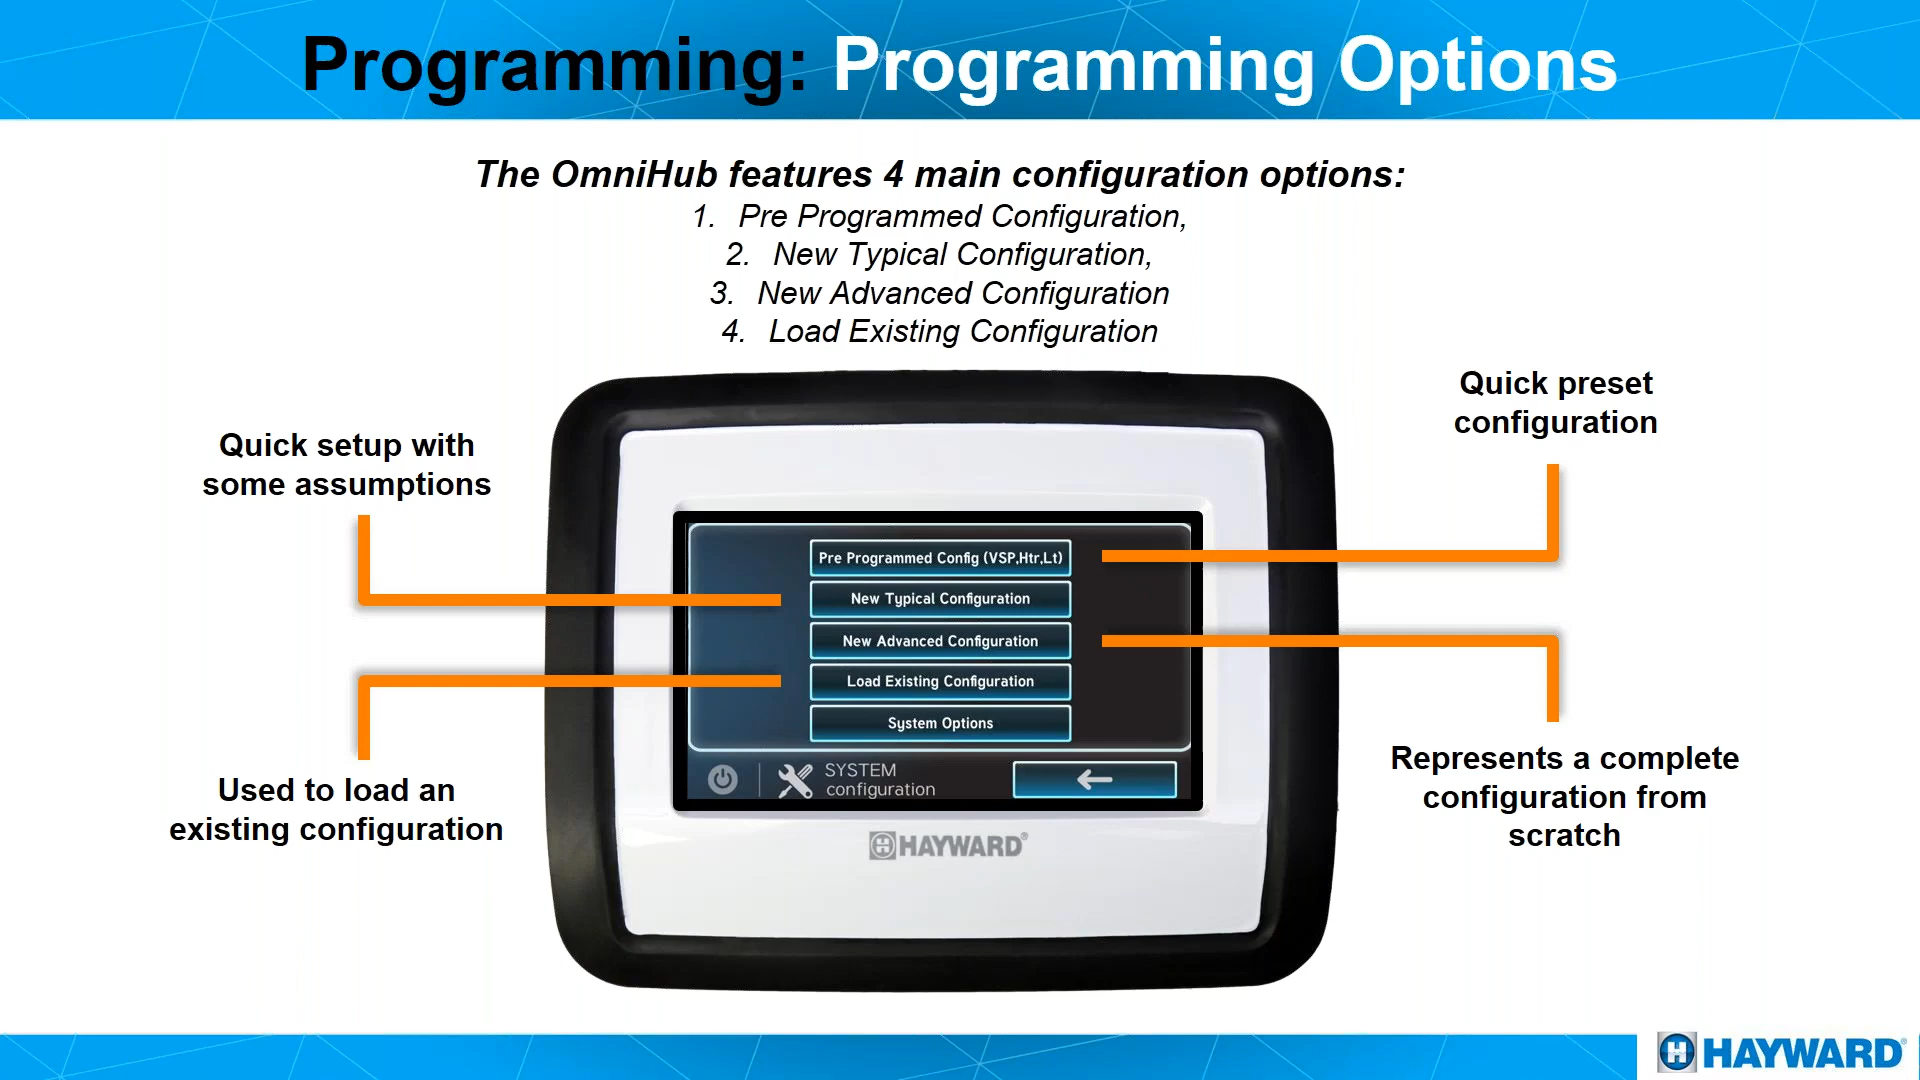 Programming: Programming Options
The OmniHub features 4 main configuration options:
1. Pre Programmed Configuration,
2. New Typical Configuration,
3. New Advanced Configuration
4. Load Existing Configuration
Quick setup with
some assumptions
Quick preset
configuration
Pre Programmed Config (VSP,Htr,Lt)
New Typical Configuration
New Advanced Configuration
Load Existing Configuration
System Options
SYSTEM
configuration
HAYWARD®
Used to load an
existing configuration
Represents a complete
configuration from
scratch
HAYWARD®